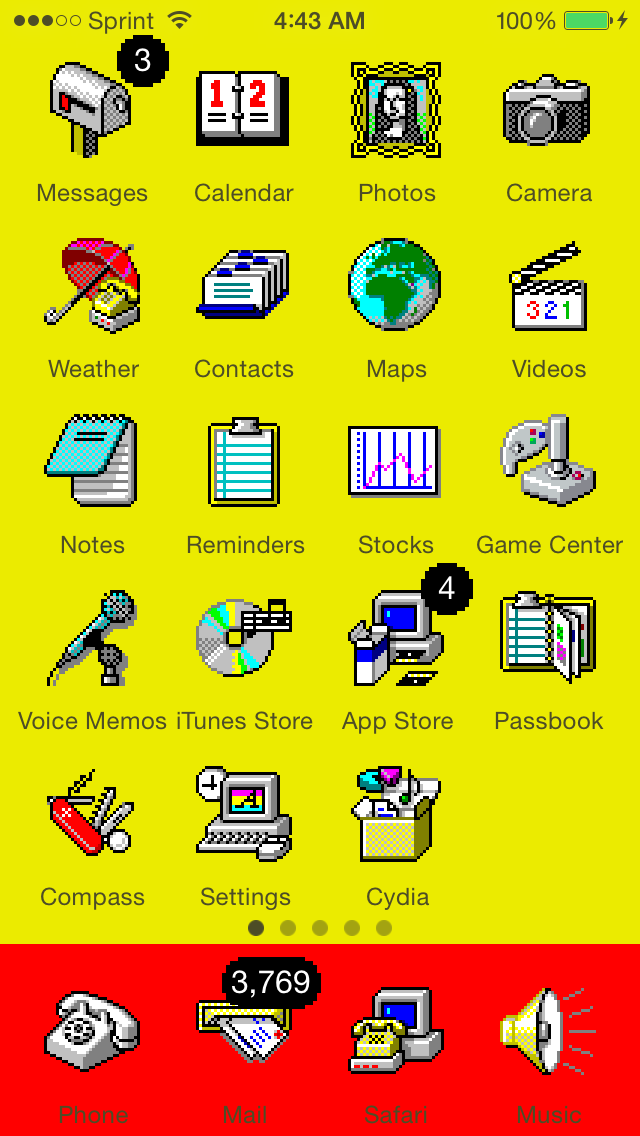 Sprint 4:43 AM 100%
3
1 2
Messages Calendar Photos Camera
3 2 1
Weather Contacts Maps Videos
Notes Reminders Stocks Game Center
4
Voice Memos iTunes Store App Store Passbook
Compass Settings Cydia
3,769
Phone Mail Safari Music